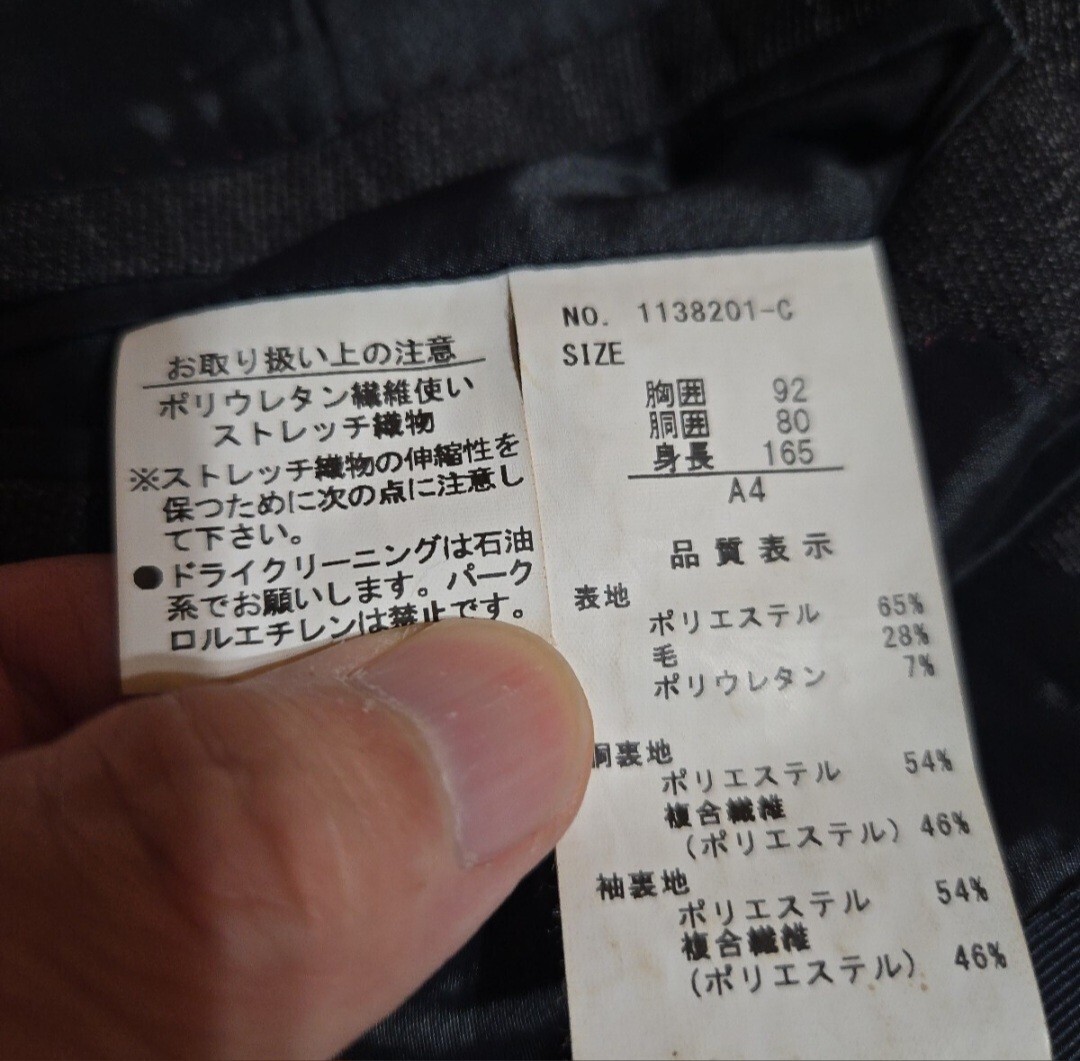 お取り扱い上の注意
ポリウレタン繊維使い
ストレッチ織物
※ストレッチ織物の伸縮性を
保つために次の点に注意し
て下さい。
●ドライクリーニングは石油
系でお願いします。パーク
ロルエチレンは禁止です。
NO. 1138201-C
SIZE
胸囲 92
胴囲 80
身長 165
A4
品質表示
表地
ポリエステル 65%
毛 28%
ポリウレタン 7%
胴裏地
ポリエステル 54%
複合繊維
(ポリエステル) 46%
袖裏地
ポリエステル 54%
複合繊維
(ポリエステル) 46%